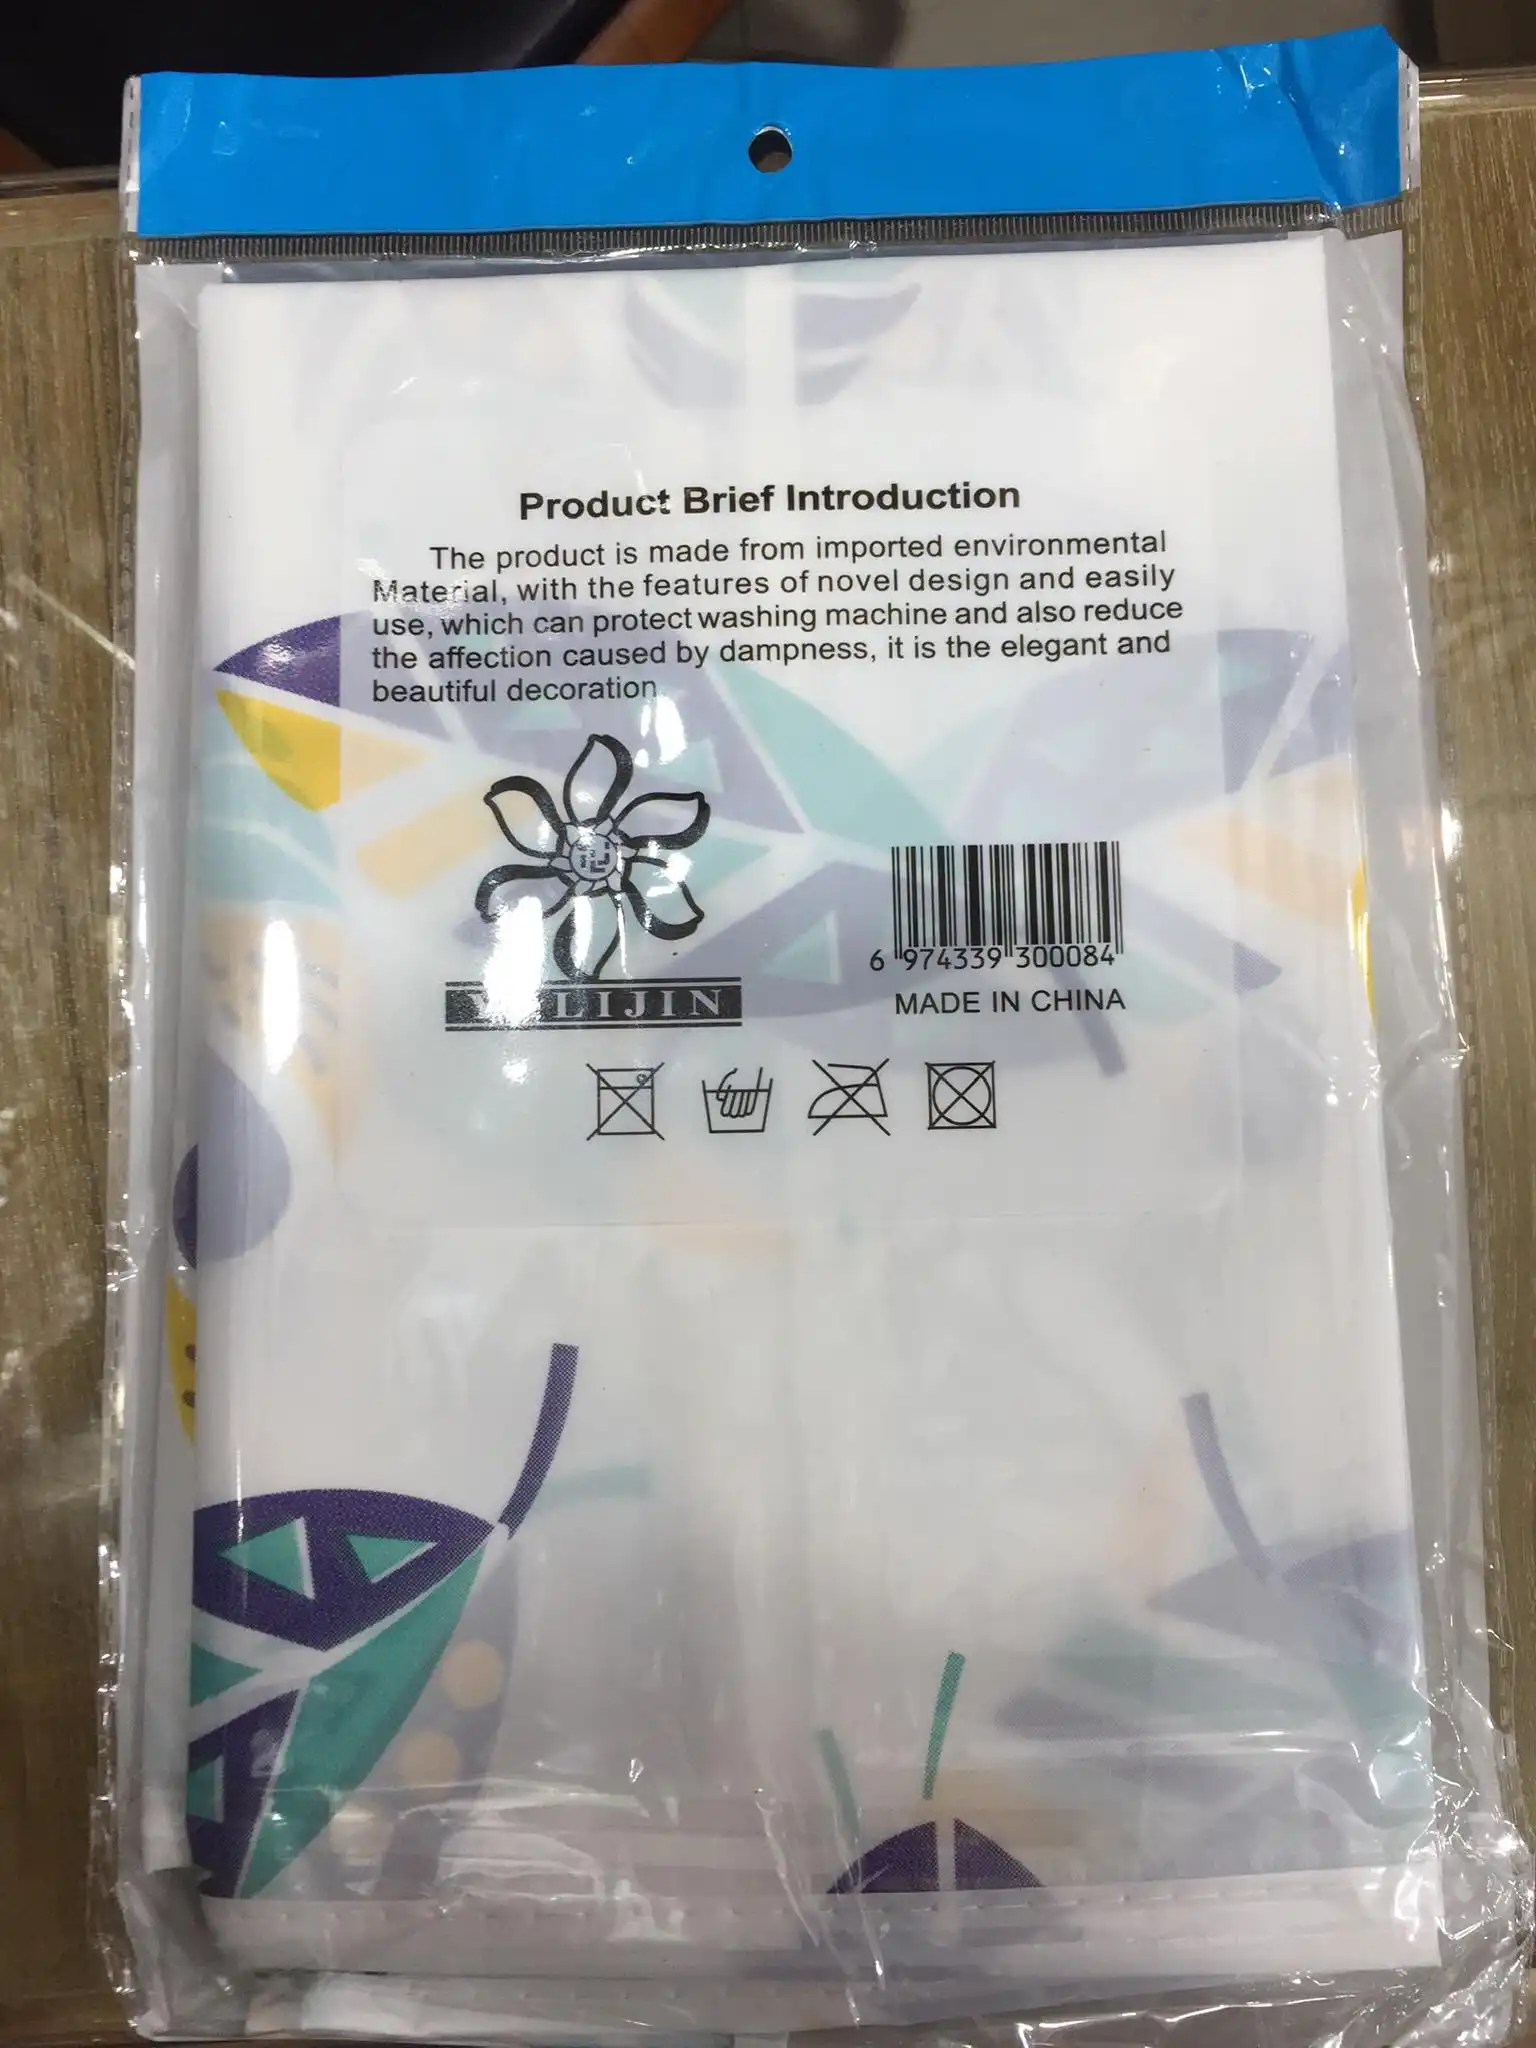 Product Brief Introduction
The product is made from imported environmental
Material, with the features of novel design and easily
use, which can protect washing machine and also reduce
the affection caused by dampness, it is the elegant and
beautiful decoration
6 974339 300084
MADE IN CHINA